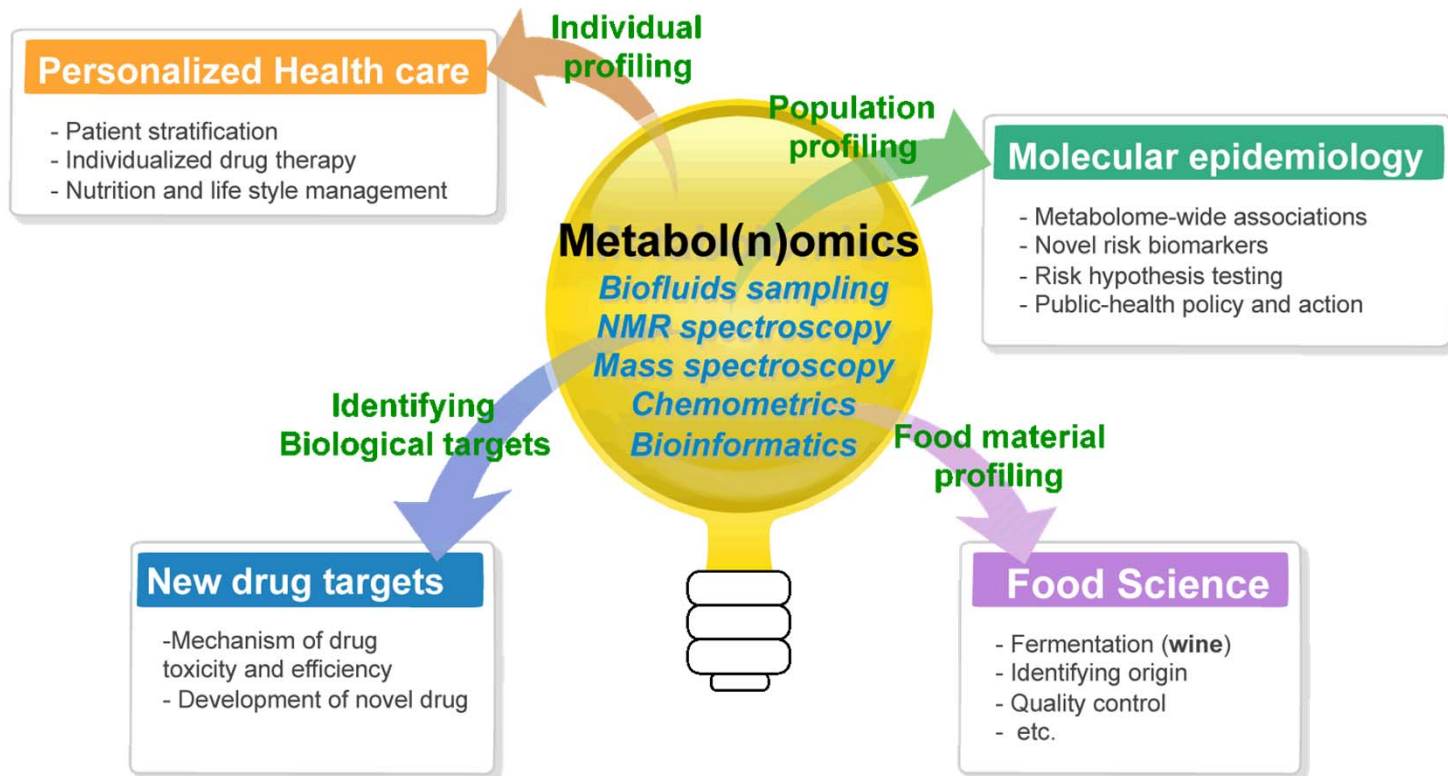 Individual
profiling
Personalized Health care
- Patient stratification
- Individualized drug therapy
- Nutrition and life style management
Population
profiling
Molecular epidemiology
- Metabolome-wide associations
- Novel risk biomarkers
- Risk hypothesis testing
- Public-health policy and action
Metabol(n)omics
Biofluids sampling
NMR spectroscopy
Mass spectroscopy
Chemometrics
Bioinformatics
Identifying
Biological targets
New drug targets
-Mechanism of drug
toxicity and efficiency
- Development of novel drug
Food material
profiling
Food Science
- Fermentation (wine)
- Identifying origin
- Quality control
- etc.